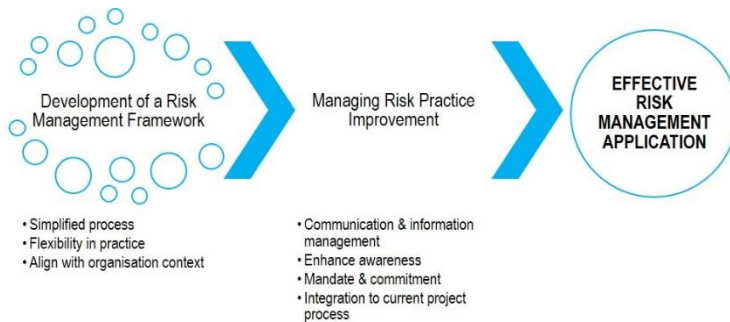 Development of a Risk
Management Framework
• Simplified process
• Flexibility in practice
• Align with organisation context
Managing Risk Practice
Improvement
• Communication & information
management
• Enhance awareness
• Mandate & commitment
• Integration to current project
process
EFFECTIVE
RISK
MANAGEMENT
APPLICATION